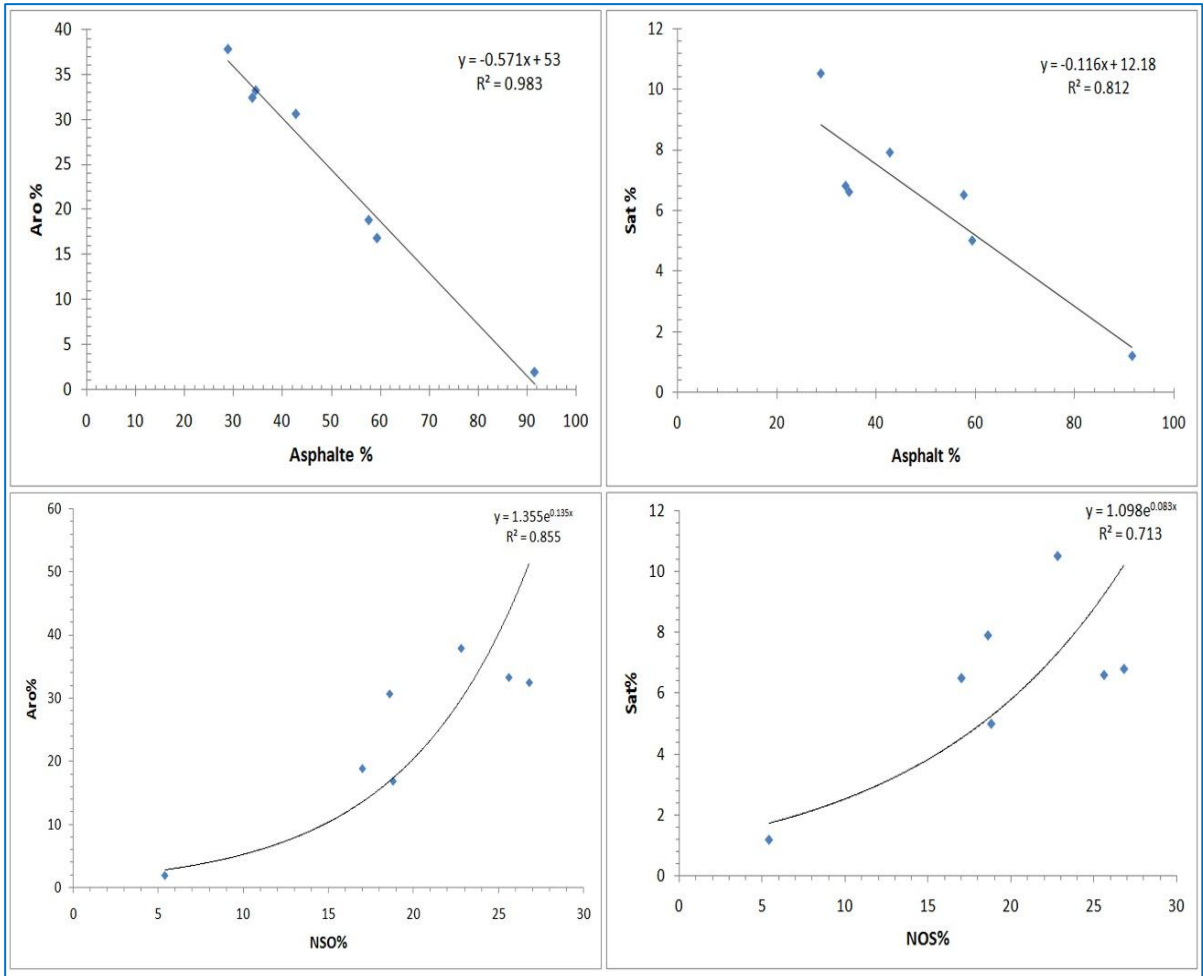 y = -0.571x + 53
R² = 0.983
40
35
30
25
20
15
10
5
0
Aro %
0 10 20 30 40 50 60 70 80 90 100
Asphalte %
y = -0.116x + 12.18
R² = 0.812
12
10
8
6
4
2
0
Sat %
0 20 40 60 80 100
Asphalt %
y = 1.355e^0.135x
R² = 0.855
60
50
40
30
20
10
0
Aro%
0 5 10 15 20 25 30
NSO%
y = 1.098e^0.083x
R² = 0.713
12
10
8
6
4
2
0
Sat%
0 5 10 15 20 25 30
NOS%